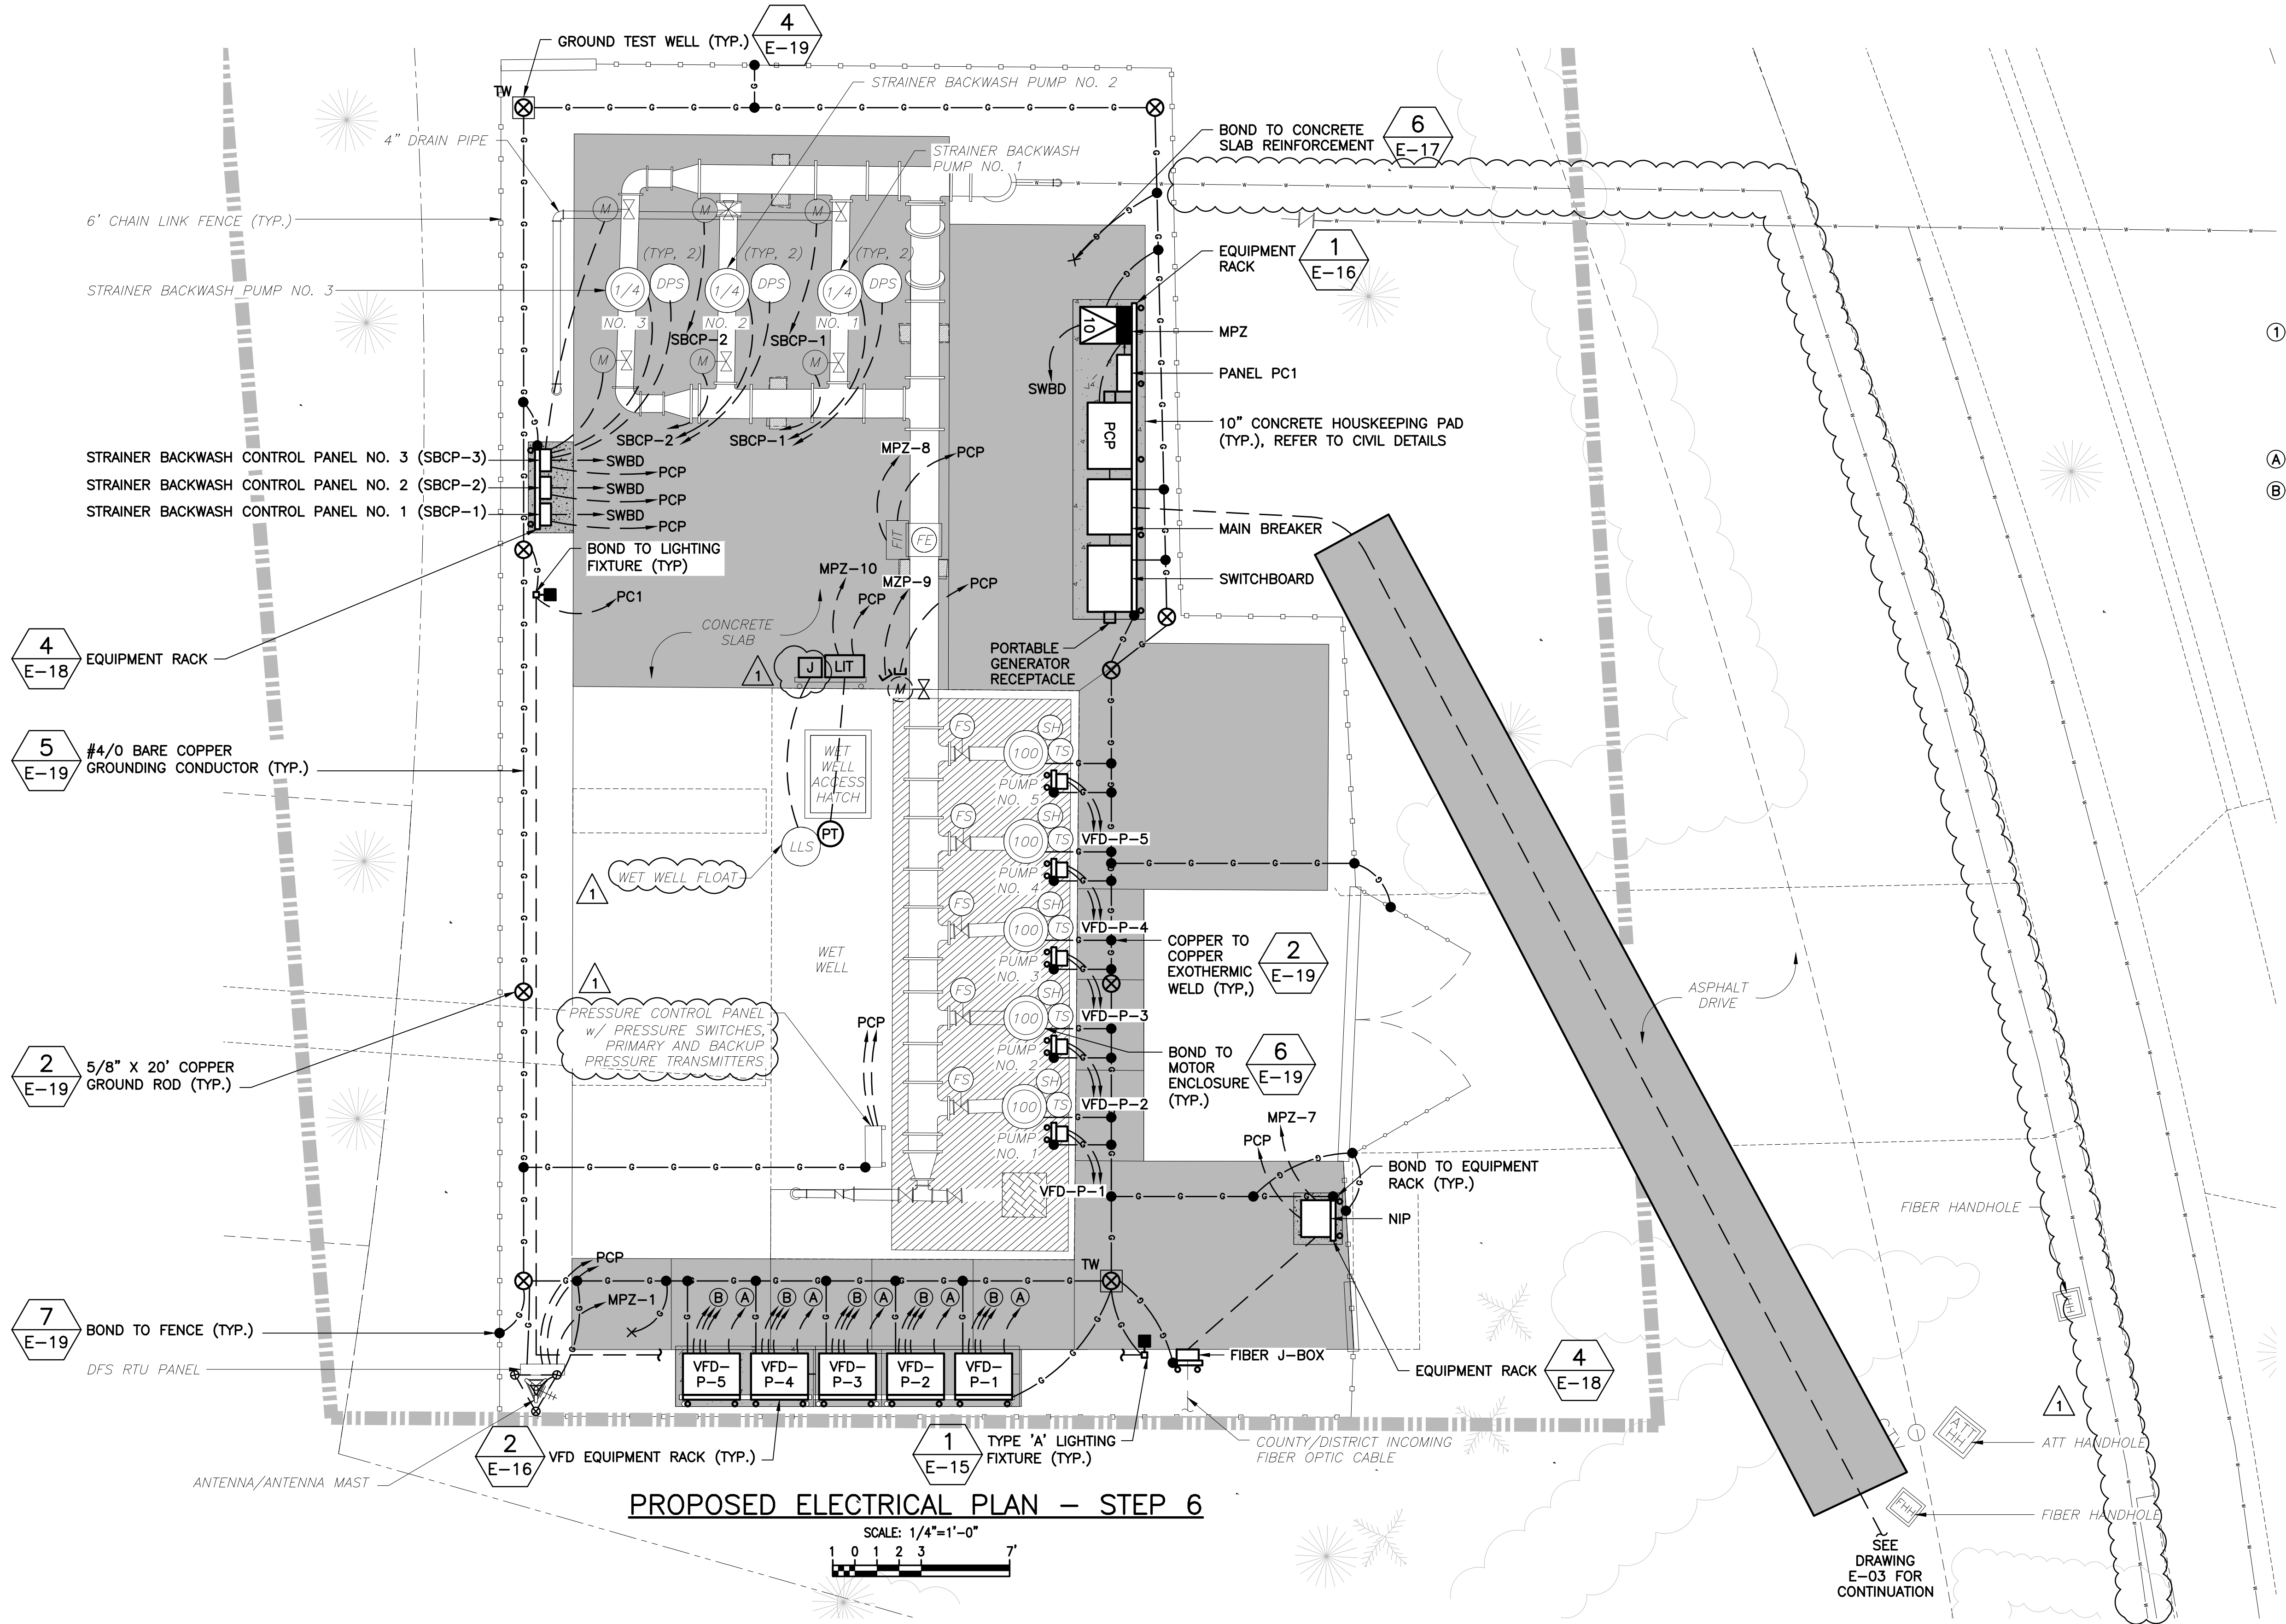 GROUND TEST WELL (TYP.)
4
E-19
TW
STRAINER BACKWASH PUMP NO. 2
4" DRAIN PIPE
STRAINER BACKWASH
PUMP NO. 1
BOND TO CONCRETE
SLAB REINFORCEMENT
6
E-17
6' CHAIN LINK FENCE (TYP.)
M
M
M
EQUIPMENT
RACK
1
E-16
(TYP, 2)
(TYP, 2)
(TYP, 2)
STRAINER BACKWASH PUMP NO. 3
1/4
DPS
1/4
DPS
1/4
DPS
NO. 3
NO. 2
NO. 1
10
MPZ
1
SBCP-2
SBCP-1
M
M
M
SWBD
PANEL PC1
PCP
10" CONCRETE HOUSKEEPING PAD
(TYP.), REFER TO CIVIL DETAILS
SBCP-2
SBCP-1
MPZ-8
PCP
STRAINER BACKWASH CONTROL PANEL NO. 3 (SBCP-3)
SWBD
PCP
A
STRAINER BACKWASH CONTROL PANEL NO. 2 (SBCP-2)
SWBD
PCP
B
STRAINER BACKWASH CONTROL PANEL NO. 1 (SBCP-1)
SWBD
PCP
MAIN BREAKER
FIT
FE
BOND TO LIGHTING
FIXTURE (TYP)
MPZ-10
MZP-9
PCP
PCP
SWITCHBOARD
PC1
CONCRETE
SLAB
4
E-18
EQUIPMENT RACK
PORTABLE
GENERATOR
RECEPTACLE
1
J
LIT
M
5
E-19
#4/0 BARE COPPER
GROUNDING CONDUCTOR (TYP.)
WET
WELL
ACCESS
HATCH
FS
SH
100
TS
PUMP
NO. 5
PT
LLS
FS
SH
100
TS
VFD-P-5
PUMP
NO. 4
WET WELL FLOAT
1
FS
SH
100
TS
VFD-P-4
PUMP
NO. 3
WET
WELL
COPPER TO
COPPER
EXOTHERMIC
WELD (TYP,)
2
E-19
ASPHALT
DRIVE
1
PRESSURE CONTROL PANEL
w/ PRESSURE SWITCHES,
PRIMARY AND BACKUP
PRESSURE TRANSMITTERS
PCP
FS
SH
100
TS
VFD-P-3
PUMP
NO. 2
BOND TO
MOTOR
ENCLOSURE
(TYP.)
6
E-19
2
E-19
5/8" X 20' COPPER
GROUND ROD (TYP.)
FS
SH
100
TS
VFD-P-2
PUMP
NO. 1
MPZ-7
PCP
VFD-P-1
BOND TO EQUIPMENT
RACK (TYP.)
NIP
FIBER HANDHOLE
FHH
TW
PCP
MPZ-1
B
A
B
A
B
A
B
A
B
A
7
E-19
BOND TO FENCE (TYP.)
DFS RTU PANEL
VFD-
P-5
VFD-
P-4
VFD-
P-3
VFD-
P-2
VFD-
P-1
FIBER J-BOX
EQUIPMENT RACK
4
E-18
1
2
E-16
VFD EQUIPMENT RACK (TYP.)
1
E-15
TYPE 'A' LIGHTING
FIXTURE (TYP.)
COUNTY/DISTRICT INCOMING
FIBER OPTIC CABLE
ATT
HH
ATT HANDHOLE
ANTENNA/ANTENNA MAST
PROPOSED ELECTRICAL PLAN – STEP 6
SCALE: 1/4"=1'-0"
1 0 1 2 3 7'
FHH
FIBER HANDHOLE
SEE
DRAWING
E-03 FOR
CONTINUATION